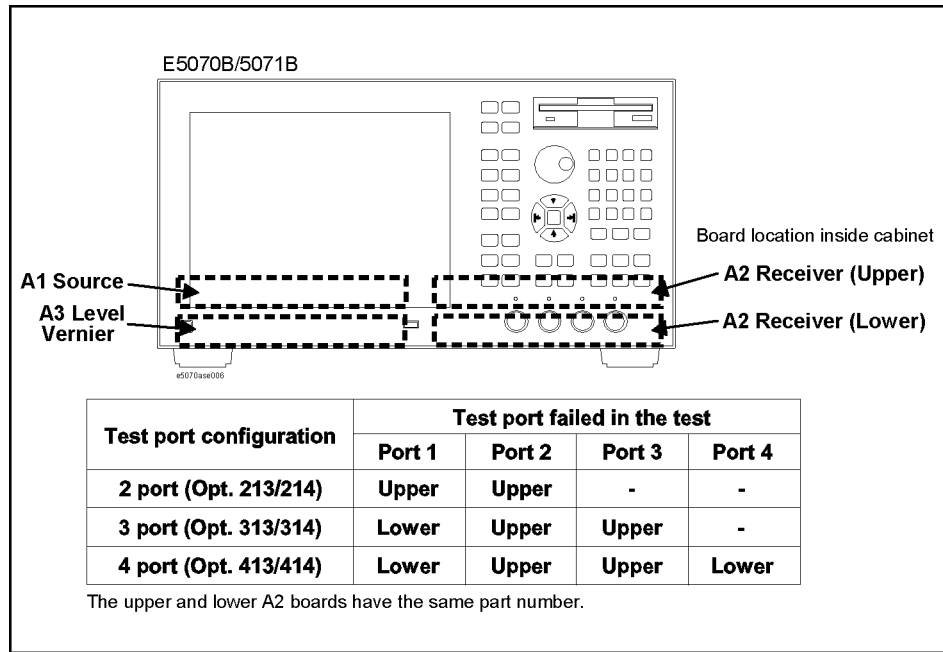 E5070B/5071B
Board location inside cabinet
A1 Source
A2 Receiver (Upper)
A3 Level
Vernier
A2 Receiver (Lower)
e5070ase006
Test port configuration
Test port failed in the test
Port 1 Port 2 Port 3 Port 4
2 port (Opt. 213/214) Upper Upper - -
3 port (Opt. 313/314) Lower Upper Upper -
4 port (Opt. 413/414) Lower Upper Upper Lower
The upper and lower A2 boards have the same part number.